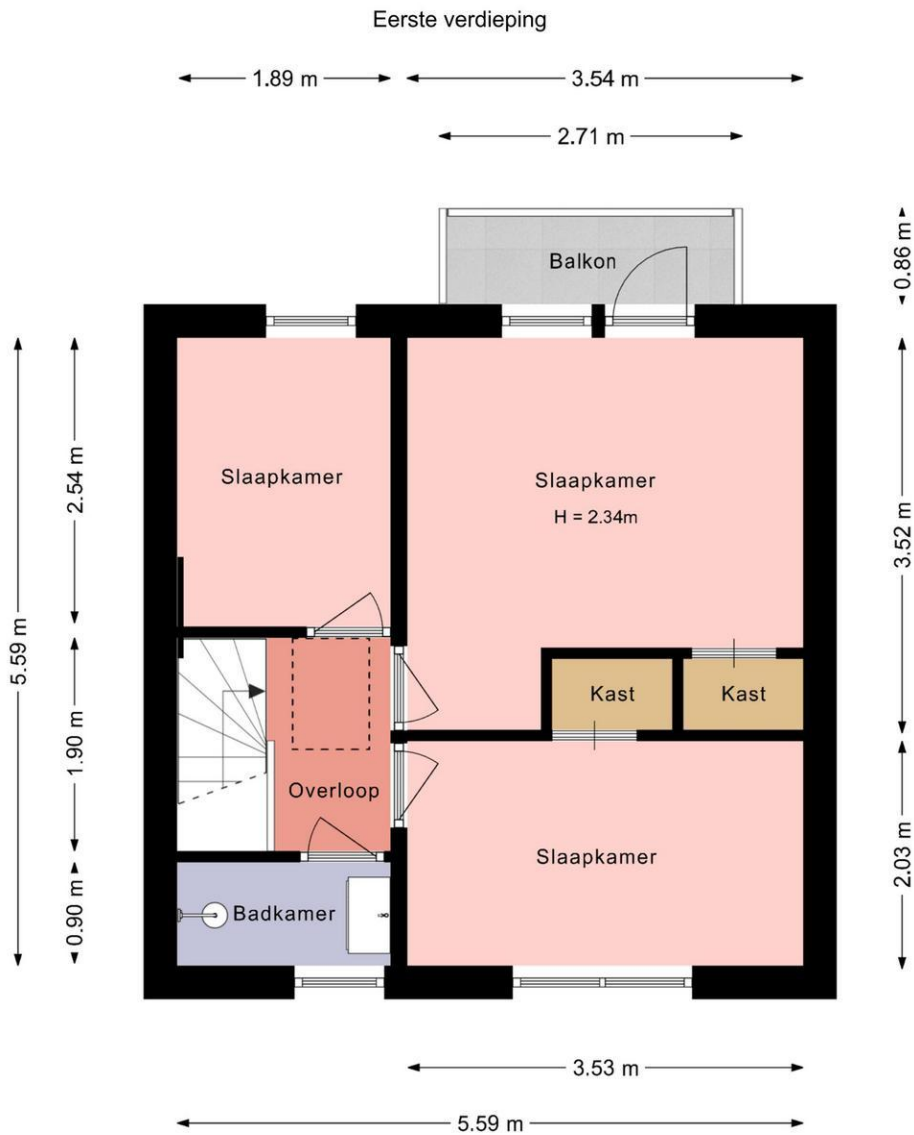 Eerste verdieping
1.89 m
3.54 m
2.71 m
0.86 m
Balkon
5.59 m
2.54 m
Slaapkamer
Slaapkamer
H = 2.34m
3.52 m
1.90 m
Kast
Kast
Overloop
Slaapkamer
2.03 m
0.90 m
Badkamer
3.53 m
5.59 m